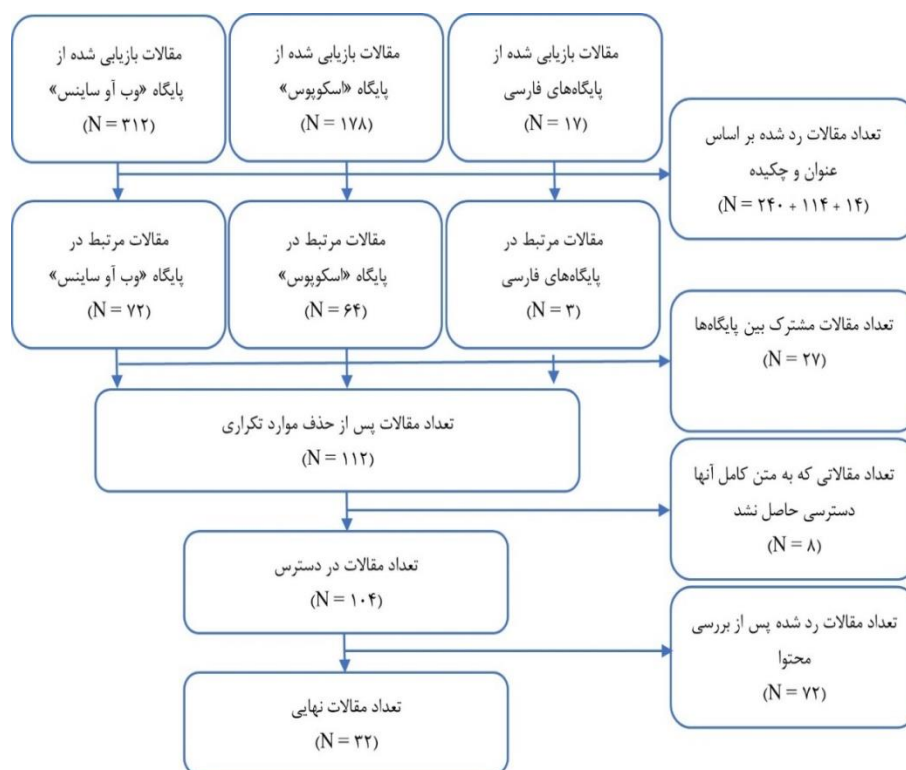 مقالات بازیابی شده از
پایگاه‌های فارسی
(N = ۱۷)
مقالات بازیابی شده از
پایگاه «اسکوپوس»
(N = ۱۷۸)
مقالات بازیابی شده از
پایگاه «وب آو ساینس»
(N = ۳۱۲)
تعداد مقالات رد شده بر اساس
عنوان و چکیده
(N = ۲۴۰ + ۱۱۴ + ۱۴)
مقالات مرتبط در
پایگاه‌های فارسی
(N = ۳)
مقالات مرتبط در
پایگاه «اسکوپوس»
(N = ۶۴)
مقالات مرتبط در
پایگاه «وب آو ساینس»
(N = ۷۲)
تعداد مقالات مشترک بین پایگاه‌ها
(N = ۲۷)
تعداد مقالات پس از حذف موارد تکراری
(N = ۱۱۲)
تعداد مقالاتی که به متن کامل آنها
دسترسی حاصل نشد
(N = ۸)
تعداد مقالات در دسترس
(N = ۱۰۴)
تعداد مقالات رد شده پس از بررسی
محتوا
(N = ۷۲)
تعداد مقالات نهایی
(N = ۳۲)